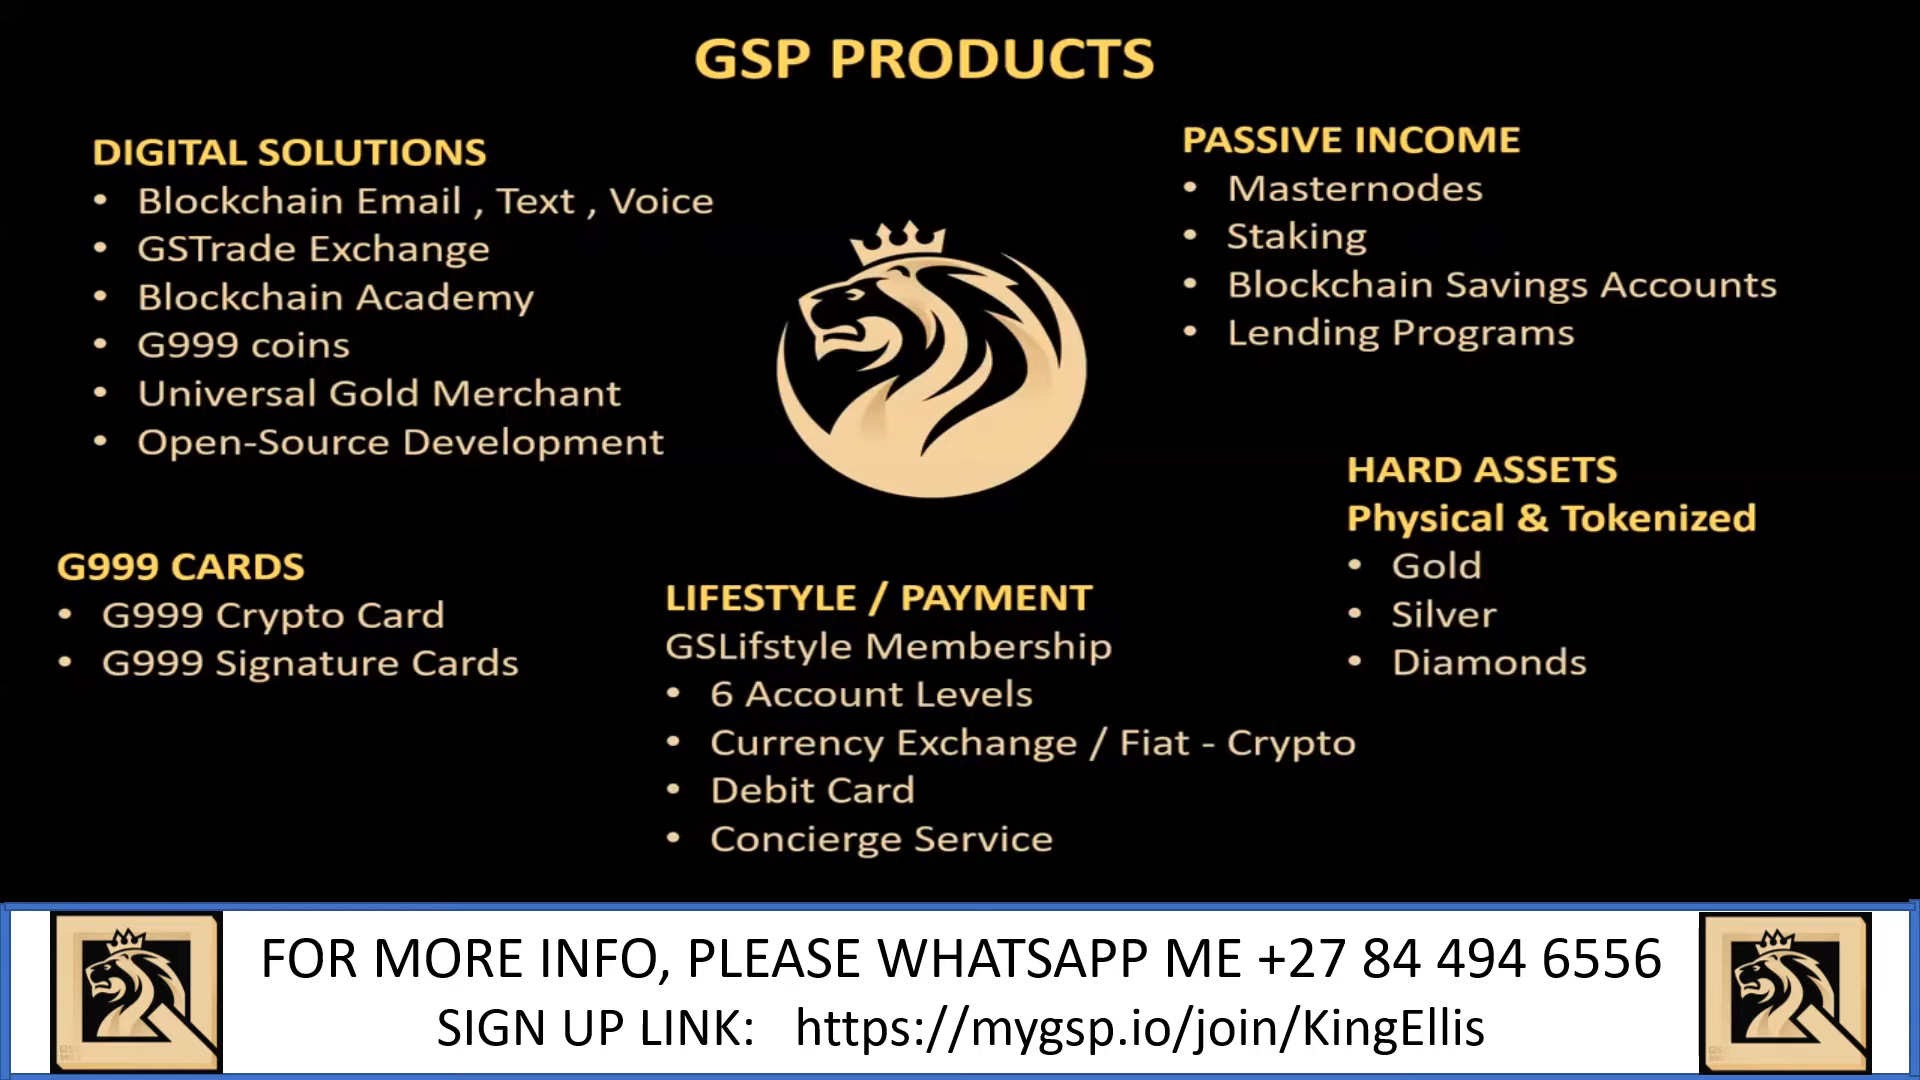 GSP PRODUCTS
DIGITAL SOLUTIONS
• Blockchain Email , Text , Voice
• GSTrade Exchange
• Blockchain Academy
• G999 coins
• Universal Gold Merchant
• Open-Source Development
PASSIVE INCOME
• Masternodes
• Staking
• Blockchain Savings Accounts
• Lending Programs
G999 CARDS
• G999 Crypto Card
• G999 Signature Cards
LIFESTYLE / PAYMENT
GSLifstyle Membership
• 6 Account Levels
• Currency Exchange / Fiat - Crypto
• Debit Card
• Concierge Service
HARD ASSETS
Physical & Tokenized
• Gold
• Silver
• Diamonds
FOR MORE INFO, PLEASE WHATSAPP ME +27 84 494 6556
SIGN UP LINK: https://mygsp.io/join/KingEllis